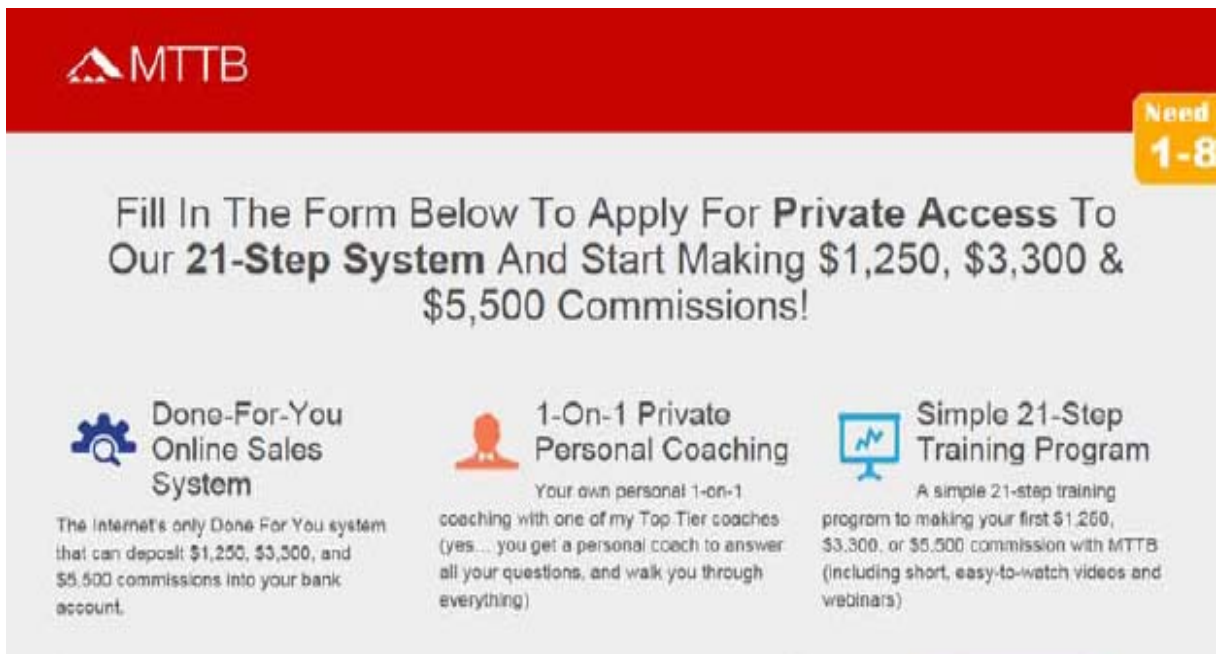 MTTB
Need
1-8
Fill In The Form Below To Apply For Private Access To
Our 21-Step System And Start Making $1,250, $3,300 &
$5,500 Commissions!
Done-For-You
Online Sales
System
The Internet's only Done For You system
that can deposit $1,250, $3,300, and
$5,500 commissions into your bank
account.
1-On-1 Private
Personal Coaching
Your own personal 1-on-1
coaching with one of my Top Tier coaches
(yes... you get a personal coach to answer
all your questions, and walk you through
everything)
Simple 21-Step
Training Program
A simple 21-step training
program to making your first $1,250,
$3,300, or $5,500 commission with MTTB
(including short, easy-to-watch videos and
webinars)